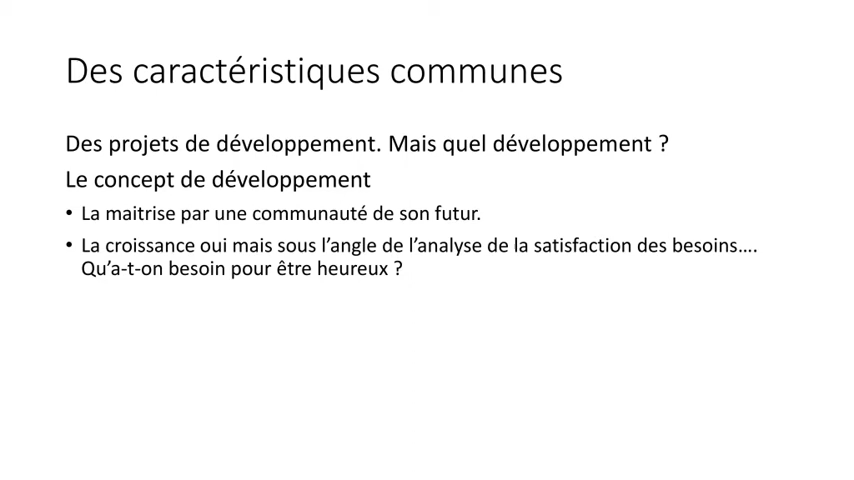 Des caractéristiques communes
Des projets de développement. Mais quel développement ?
Le concept de développement
• La maitrise par une communauté de son futur.
• La croissance oui mais sous l’angle de l’analyse de la satisfaction des besoins….
Qu’a-t-on besoin pour être heureux ?